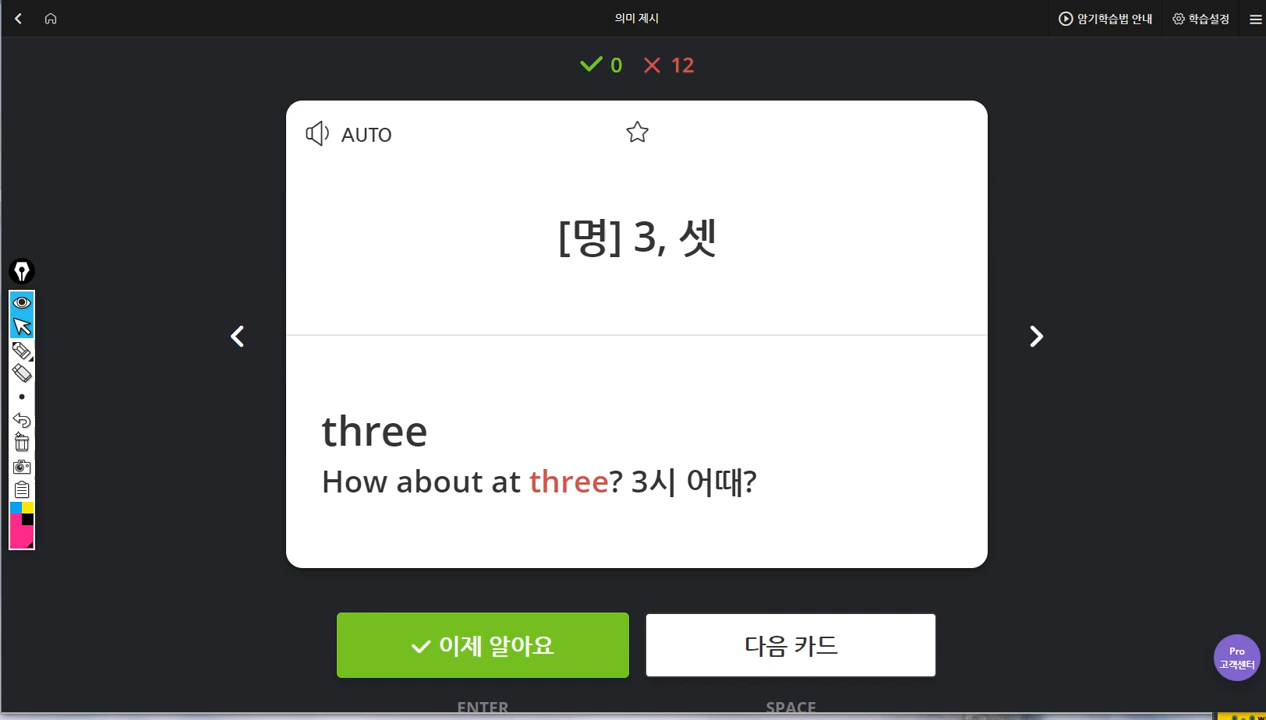 의미 제시
암기학습법 안내
학습설정
0
12
AUTO
[명] 3, 셋
three
How about at three? 3시 어때?
이제 알아요
다음 카드
Pro
고객센터
ENTER
SPACE